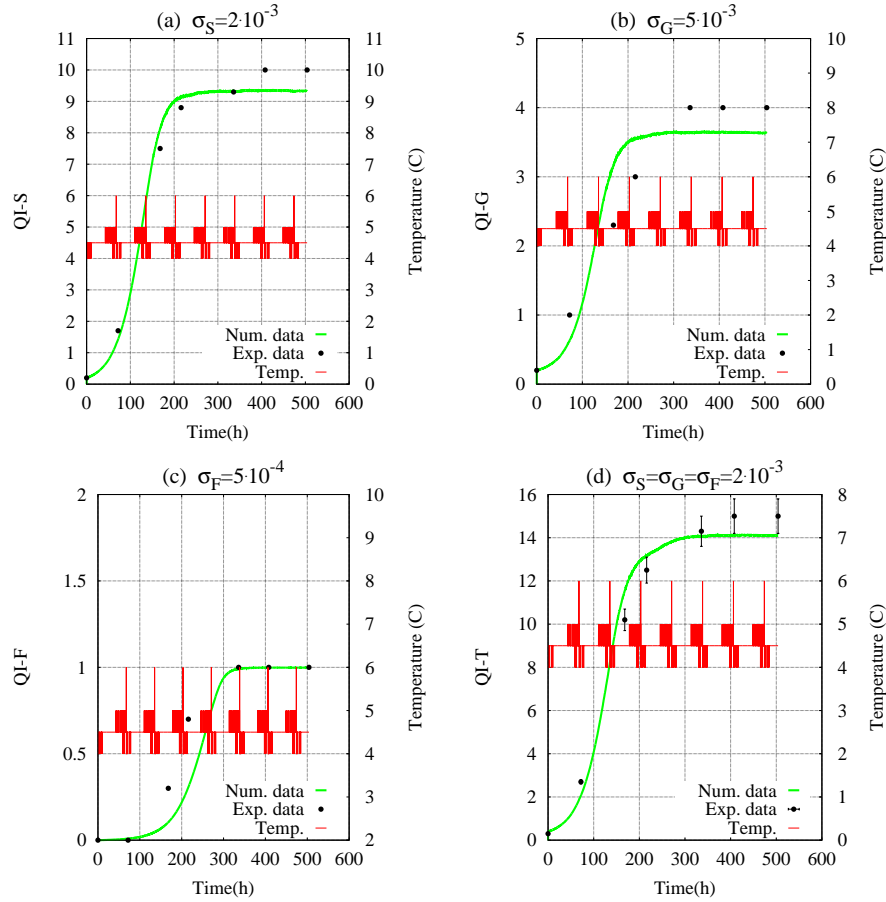 (a) σ_S=2·10^-3
QI-S
11
10
9
8
7
6
5
4
3
2
1
0
0 100 200 300 400 500 600
Time(h)
11
10
9
8
7
6
5
4
3
2
1
0
Temperature (C)
Num. data
Exp. data
Temp.
(b) σ_G=5·10^-3
QI-G
5
4
3
2
1
0
0 100 200 300 400 500 600
Time(h)
10
9
8
7
6
5
4
3
2
1
0
Temperature (C)
Num. data
Exp. data
Temp.
(c) σ_F=5·10^-4
QI-F
2
1.5
1
0.5
0
0 100 200 300 400 500 600
Time(h)
10
9
8
7
6
5
4
3
2
Temperature (C)
Num. data
Exp. data
Temp.
(d) σ_S=σ_G=σ_F=2·10^-3
QI-T
16
14
12
10
8
6
4
2
0
0 100 200 300 400 500 600
Time(h)
8
7
6
5
4
3
2
1
0
Temperature (C)
Num. data
Exp. data
Temp.